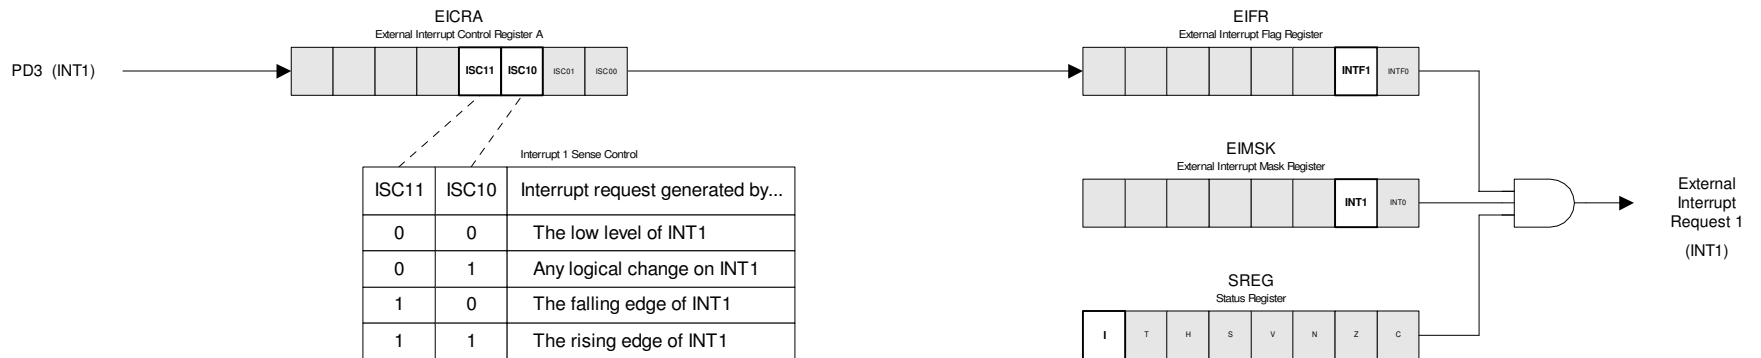 EICRA
External Interrupt Control Register A
PD3 (INT1)
ISC11 ISC10 ISC01 ISC00
EIFR
External Interrupt Flag Register
INTF1 INTF0
Interrupt 1 Sense Control
ISC11 ISC10 Interrupt request generated by...
0 0 The low level of INT1
0 1 Any logical change on INT1
1 0 The falling edge of INT1
1 1 The rising edge of INT1
EIMSK
External Interrupt Mask Register
INT1 INT0
SREG
Status Register
I T H S V N Z C
External
Interrupt
Request 1
(INT1)